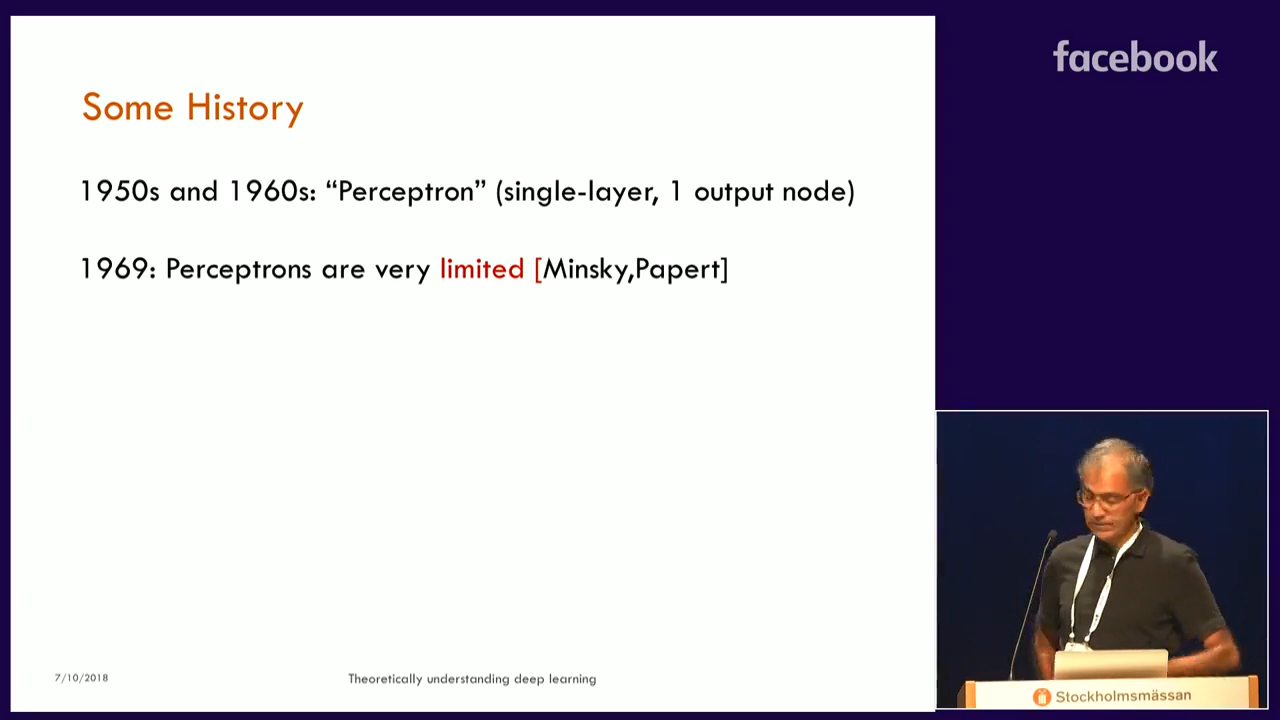 Some History
1950s and 1960s: “Perceptron” (single-layer, 1 output node)
1969: Perceptrons are very limited [Minsky,Papert]
7/10/2018
Theoretically understanding deep learning
facebook
Stockholmsmässan